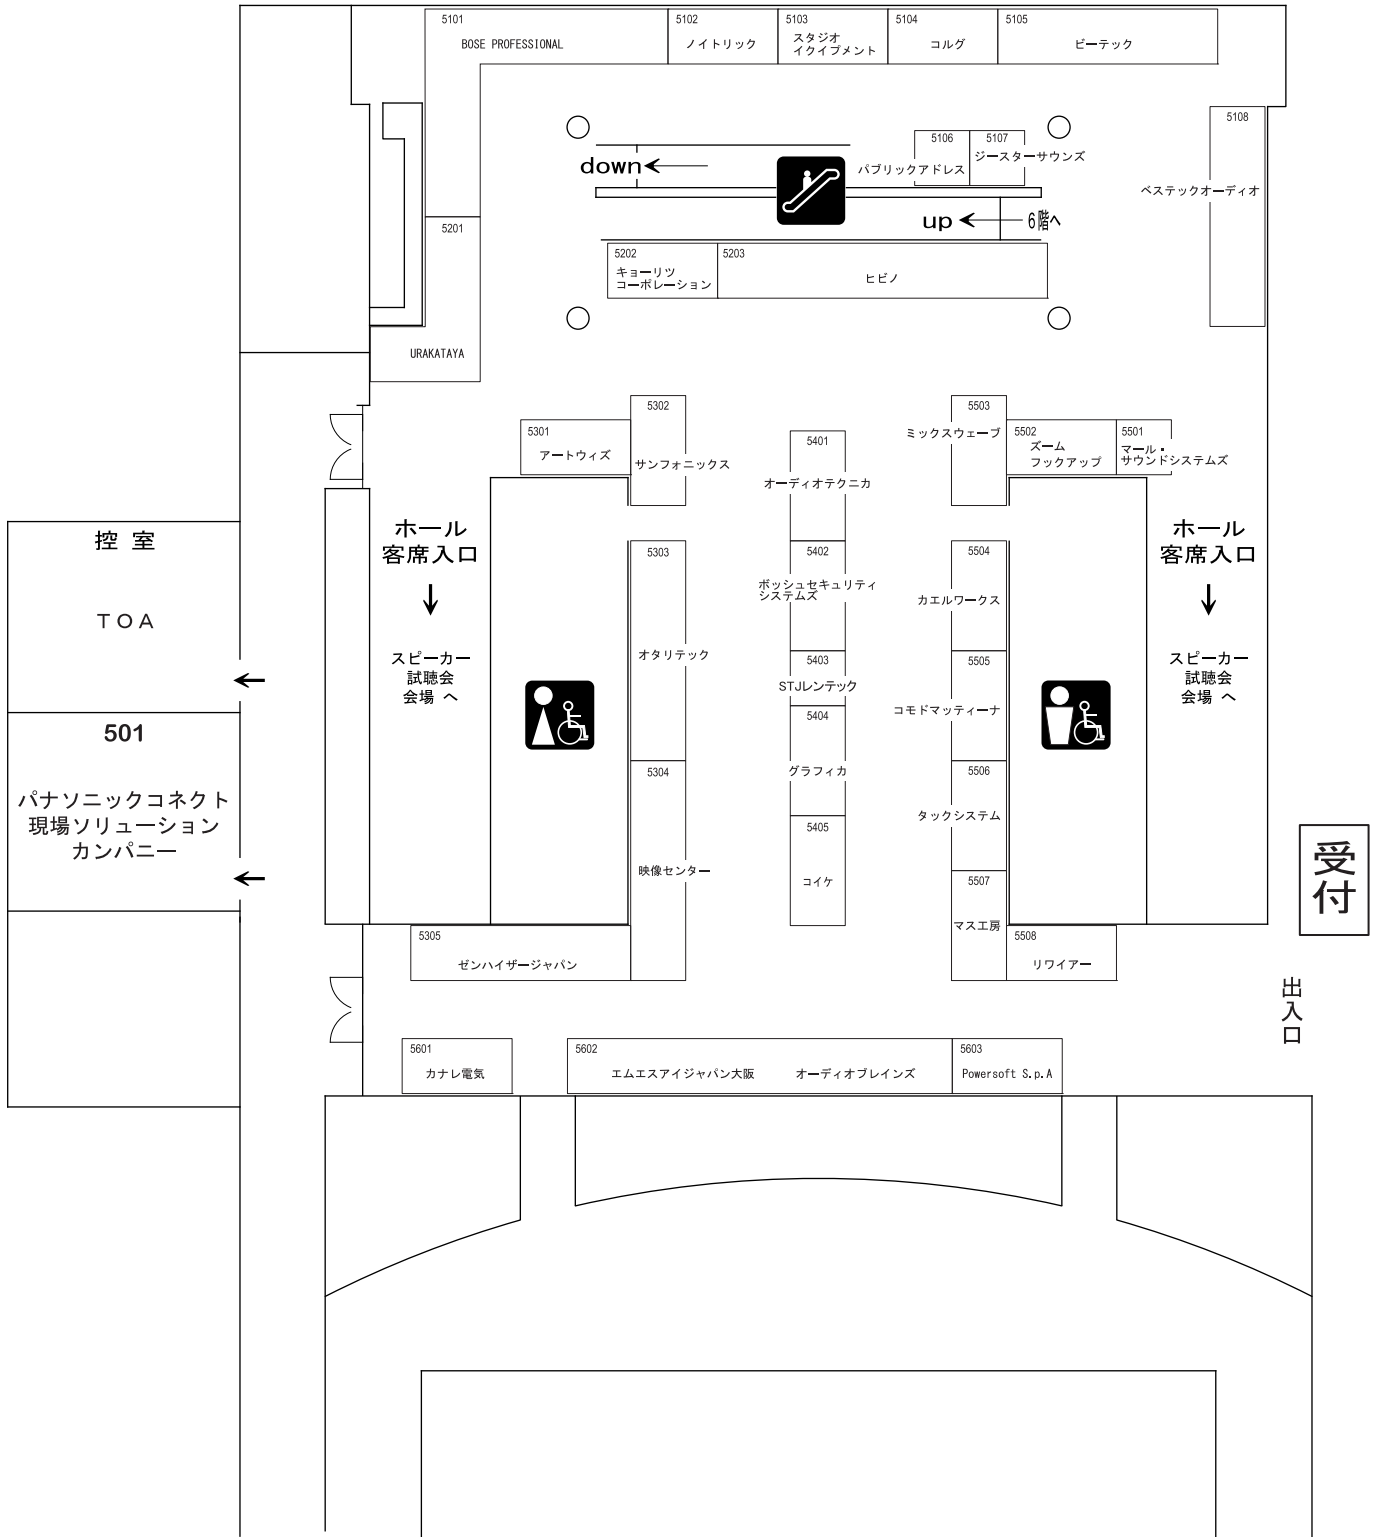 5101
BOSE PROFESSIONAL
5102
ノイトリック
5103
スタジオ
イクイプメント
5104
コルグ
5105
ビーテック
5106
パブリックアドレス
5107
ジースターサウンズ
5108
ベステックオーディオ
down
up
6階へ
5201
URAKATAYA
5202
キョーリツ
コーポレーション
5203
ヒビノ
5301
アートウィズ
5302
サンフォニックス
5401
オーディオテクニカ
5503
ミックスウェーブ
5502
ズーム
フックアップ
5501
マール・
サウンドシステムズ
控 室
TOA
501
パナソニックコネクト
現場ソリューション
カンパニー
ホール
客席入口
スピーカー
試聴会
会場 へ
5303
オタリテック
5304
映像センター
5305
ゼンハイザージャパン
5402
ボッシュセキュリティ
システムズ
5403
STJレンテック
5404
グラフィカ
5405
コイケ
5504
カエルワークス
5505
コモドマッティーナ
5506
タックシステム
5507
マス工房
5508
リワイアー
ホール
客席入口
スピーカー
試聴会
会場 へ
受付
出入口
5601
カナレ電気
5602
エムエスアイジャパン大阪 オーディオブレインズ
5603
Powersoft S.p.A